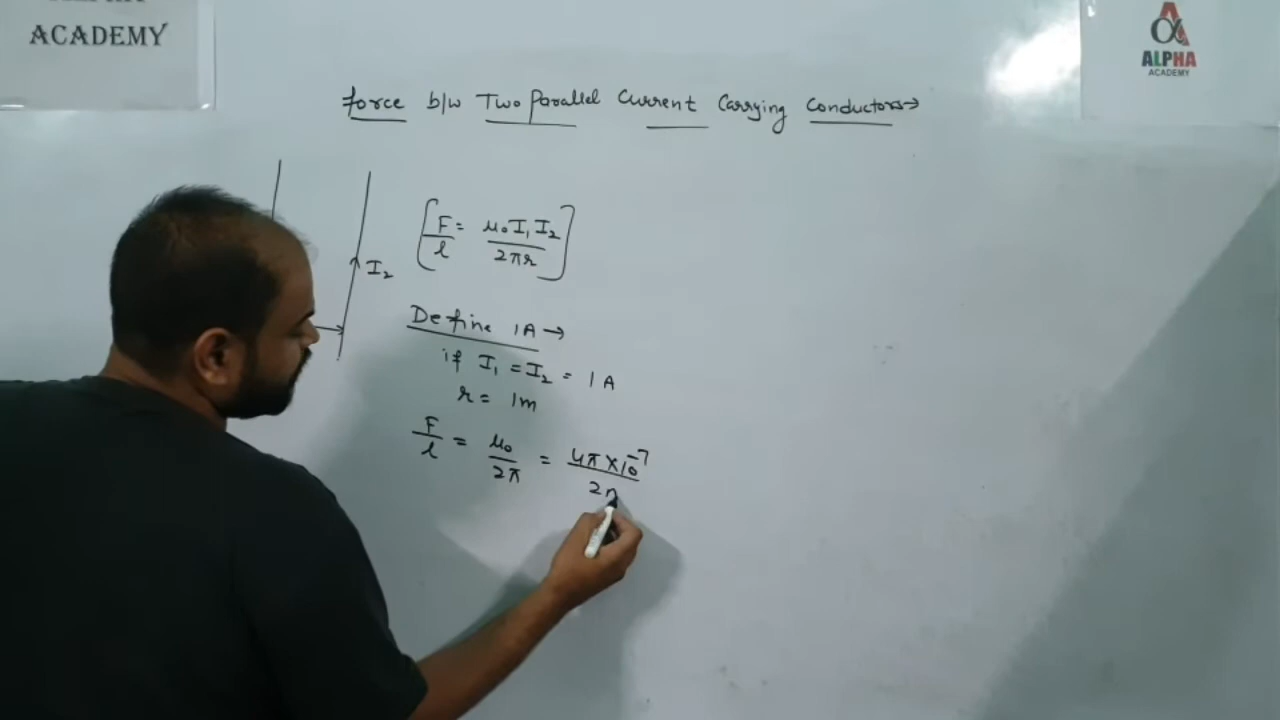 ACADEMY
ALPHA
ACADEMY
Force b/w Two Parallel Current Carrying Conductors→
F/l = μ₀I₁I₂/2πr
I₂
Define 1A→
if I₁ = I₂ = 1A
r = 1m
F/l = μ₀/2π = 4π×10⁻⁷/2π